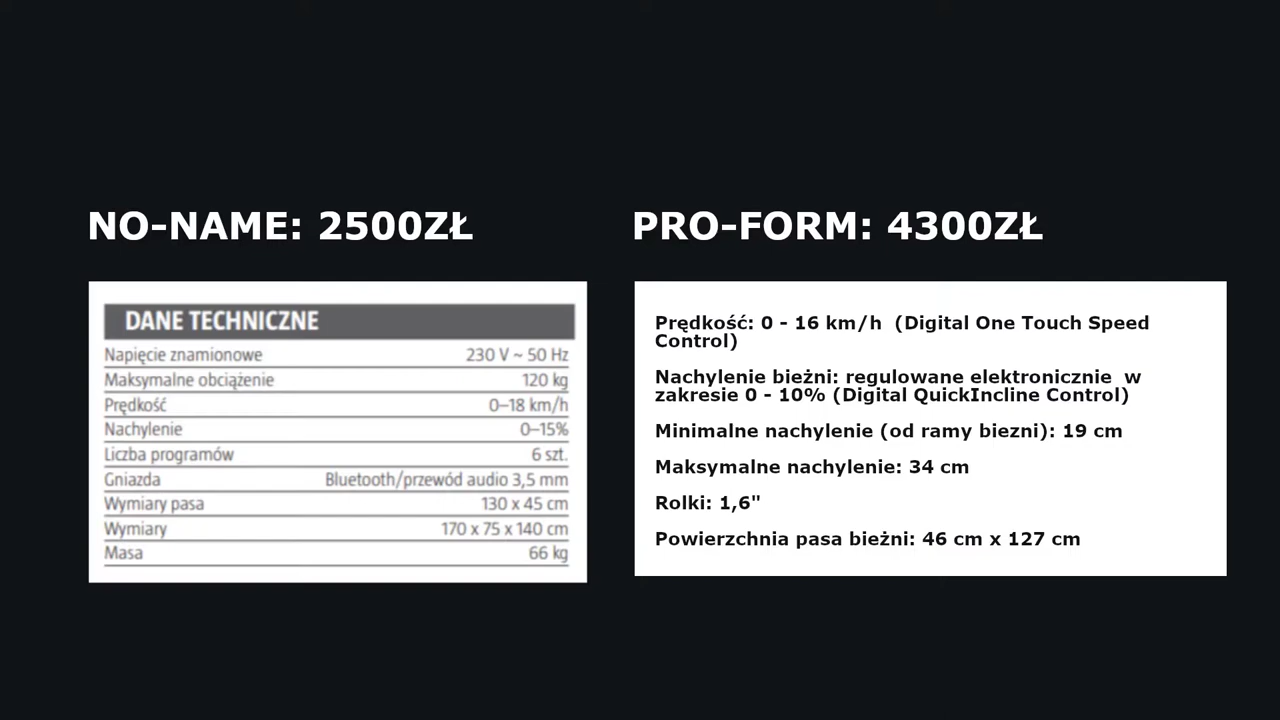 NO-NAME: 2500ZŁ
DANE TECHNICZNE
Napięcie znamionowe 230 V ~ 50 Hz
Maksymalne obciążenie 120 kg
Prędkość 0–18 km/h
Nachylenie 0–15%
Liczba programów 6 szt.
Gniazda Bluetooth/przewód audio 3,5 mm
Wymiary pasa 130 x 45 cm
Wymiary 170 x 75 x 140 cm
Masa 66 kg
PRO-FORM: 4300ZŁ
Prędkość: 0 - 16 km/h (Digital One Touch Speed
Control)
Nachylenie bieżni: regulowane elektronicznie w
zakresie 0 - 10% (Digital QuickIncline Control)
Minimalne nachylenie (od ramy biezni): 19 cm
Maksymalne nachylenie: 34 cm
Rolki: 1,6"
Powierzchnia pasa bieżni: 46 cm x 127 cm